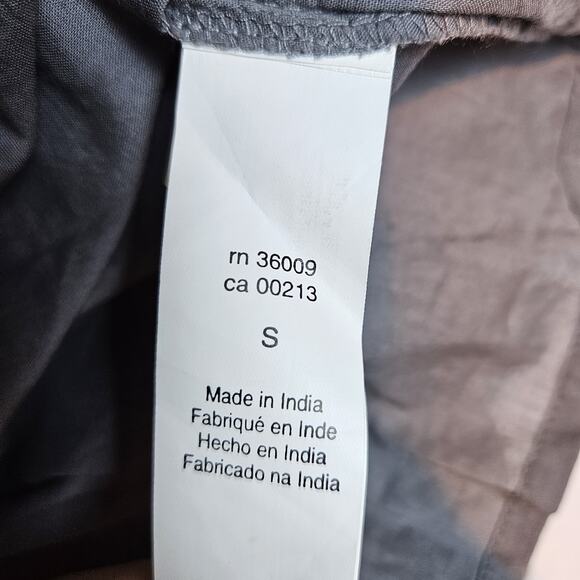 rn 36009
ca 00213
S
Made in India
Fabriqué en Inde
Hecho en India
Fabricado na India